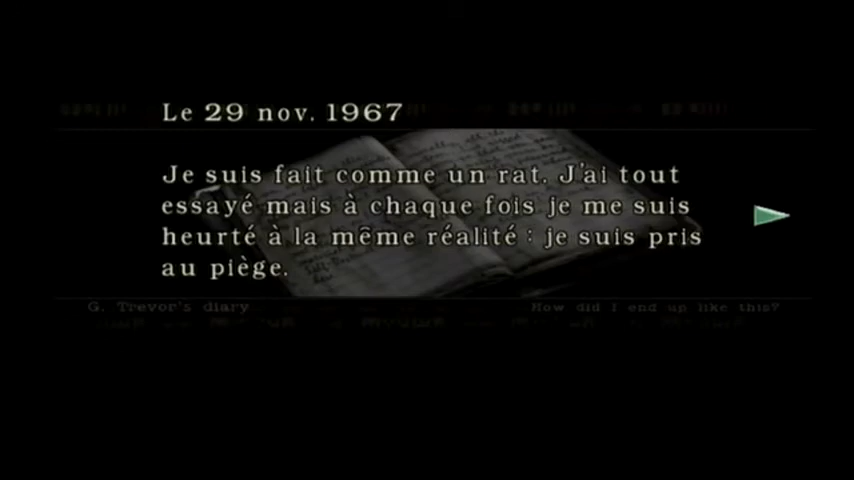 Le 29 nov. 1967
Je suis fait comme un rat. J'ai tout
essayé mais à chaque fois je me suis
heurté à la même réalité : je suis pris
au piège.
G. Trevor's diary
How did I end up like this?